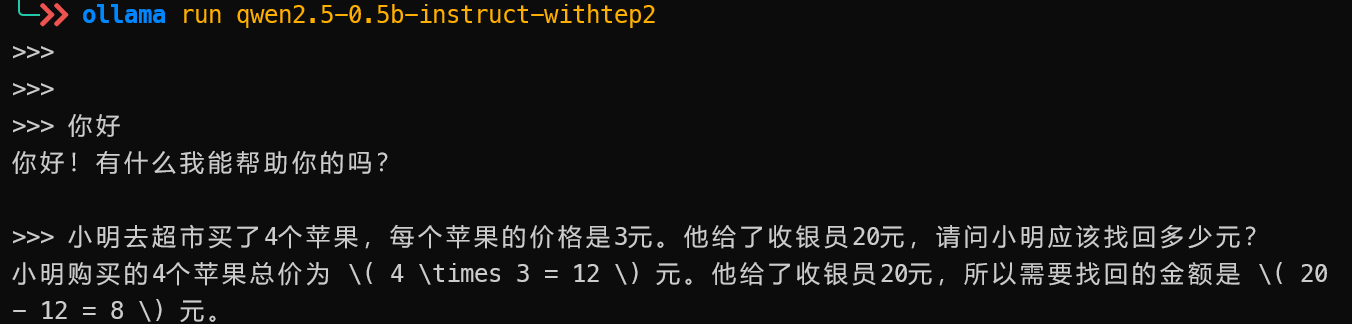 ollama run qwen2.5-0.5b-instruct-withtep2
>>>
>>>
>>> 你好
你好！有什么我能帮助你的吗？
>>> 小明去超市买了4个苹果，每个苹果的价格是3元。他给了收银员20元，请问小明应该找回多少元？
小明购买的4个苹果总价为 \( 4 \times 3 = 12 \) 元。他给了收银员20元，所以需要找回的金额是 \( 20
- 12 = 8 \) 元。